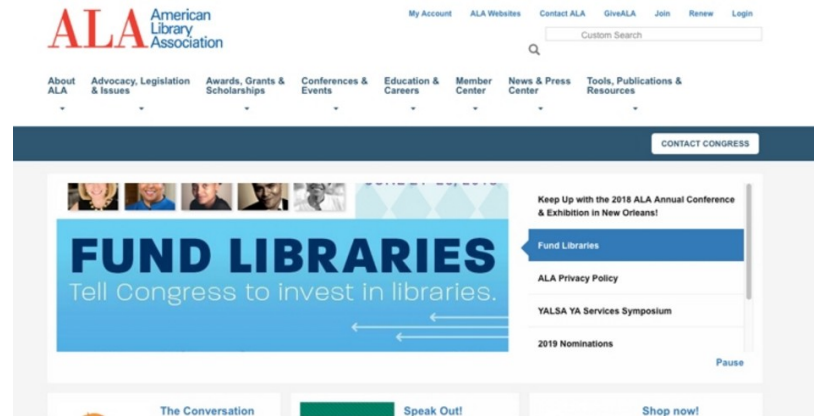 ALA American
Library
Association
My Account ALA Websites Contact ALA GiveALA Join Renew Login
Custom Search
About
ALA
Advocacy, Legislation
& Issues
Awards, Grants &
Scholarships
Conferences &
Events
Education &
Careers
Member
Center
News & Press
Center
Tools, Publications &
Resources
CONTACT CONGRESS
FUND LIBRARIES
Tell Congress to invest in libraries.
Keep Up with the 2018 ALA Annual Conference
& Exhibition in New Orleans!
Fund Libraries
ALA Privacy Policy
YALSA YA Services Symposium
2019 Nominations
Pause
The Conversation
Speak Out!
Shop now!